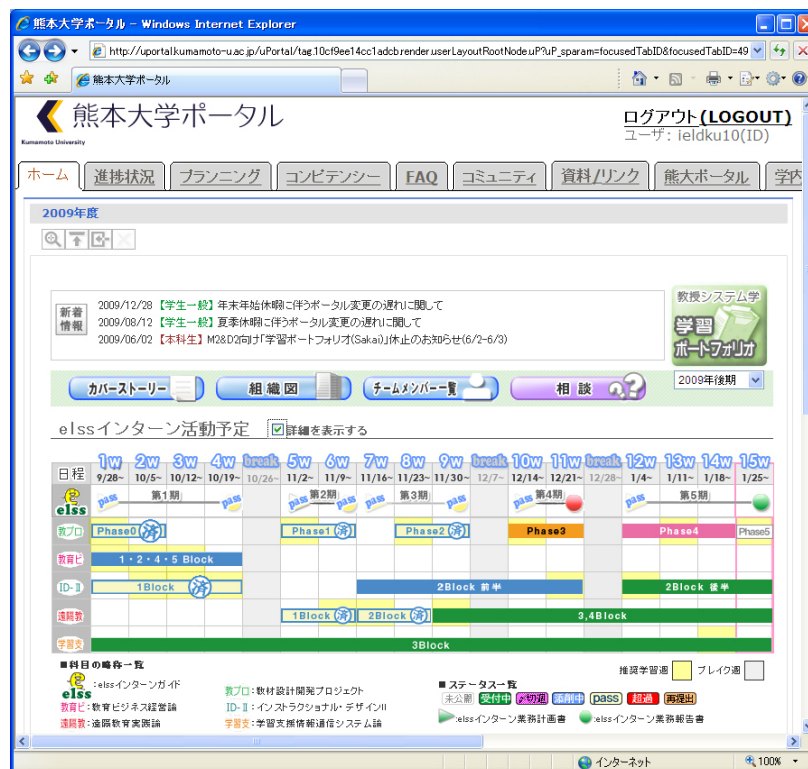 熊本大学ポータル - Windows Internet Explorer
http://uportal.kumamoto-u.ac.jp/uPortal/tag.10cf9ee14cc1adcb.render.userLayoutRootNode.uP?uP_sparam=focusedTabID&focusedTabID=49
熊本大学ポータル
熊本大学ポータル
Kumamoto University
ログアウト(LOGOUT)
ユーザ: ieldku10(ID)
ホーム 進捗状況 プランニング コンピテンシー FAQ コミュニティ 資料/リンク 熊大ポータル 学内
2009年度
新着情報
2009/12/28【学生一般】年末年始休暇に伴うポータル変更の遅れに関して
2009/08/12【学生一般】夏季休暇に伴うポータル変更の遅れに関して
2009/06/02【本科生】M2&D2向け「学習ポートフォリオ(Sakai)」休止のお知らせ(6/2-6/3)
教授システム学
学習
ポートフォリオ
カバーストーリー 組織図 チームメンバー一覧 相談 2009年後期
elssインターン活動予定 詳細を表示する
1w 2w 3w 4w break 5w 6w 7w 8w 9w break 10w 11w break 12w 13w 14w 15w
日程 9/28~ 10/5~ 10/12~ 10/19~ 10/26~ 11/2~ 11/9~ 11/16~ 11/23~ 11/30~ 12/7~ 12/14~ 12/21~ 12/28~ 1/4~ 1/11~ 1/18~ 1/25~
elss pass 第1期 pass pass 第2期 pass pass 第3期 pass pass 第4期 pass 第5期
教プロ Phase0 済 Phase1 済 Phase2 済 Phase3 Phase4 Phase5
教育ビ 1・2・4・5 Block
ID-Ⅱ 1Block 済 2Block 前半 2Block 後半
遠隔教 1Block 済 2Block 済 3,4Block
学習支 3Block
■科目の略称一覧
elss :elssインターンガイド
教プロ:教材設計開発プロジェクト
教育ビ:教育ビジネス経営論
ID-Ⅱ:インストラクショナル・デザインII
遠隔教:遠隔教育実践論
学習支:学習支援情報通信システム論
推奨学習週 ブレイク週
■ステータス一覧
未公開 受付中 〆切週 添削中 pass 超過 再提出
:elssインターン業務計画書 :elssインターン業務報告書
インターネット 100%